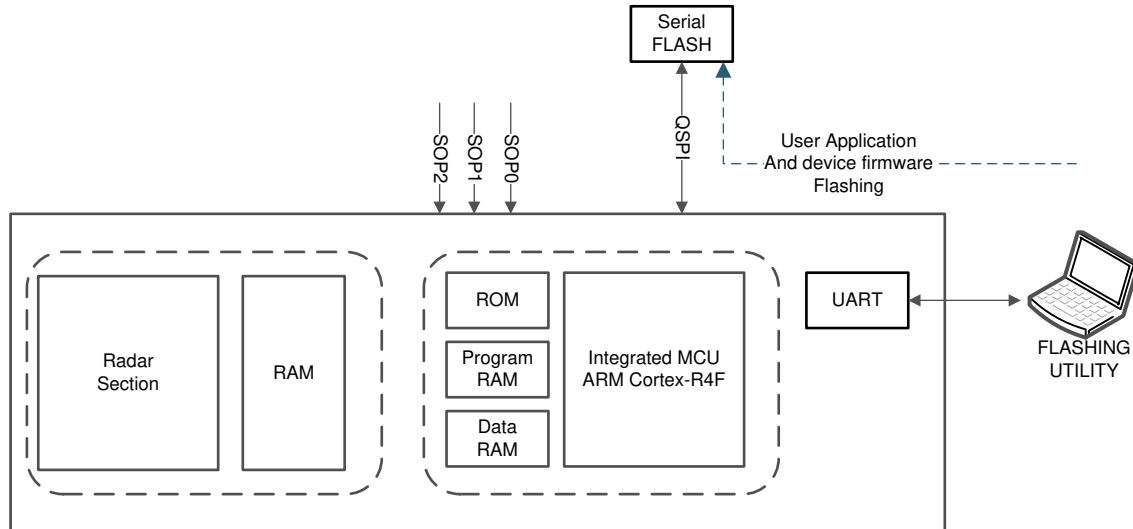 Serial
FLASH
SOP2
SOP1
SOP0
QSPI
User Application
And device firmware
Flashing
Radar
Section
RAM
ROM
Program
RAM
Data
RAM
Integrated MCU
ARM Cortex-R4F
UART
FLASHING
UTILITY